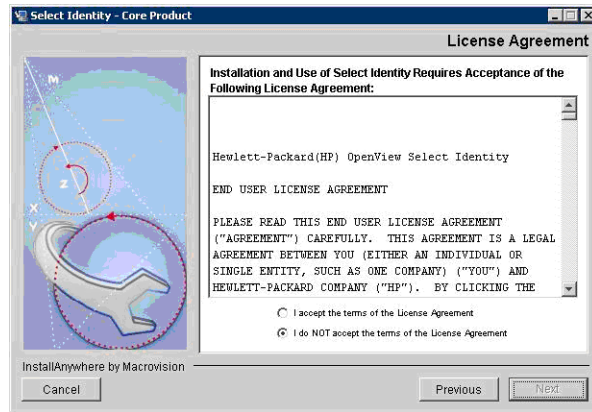 Select Identity - Core Product
License Agreement
Installation and Use of Select Identity Requires Acceptance of the
Following License Agreement:
Hewlett-Packard(HP) OpenView Select Identity
END USER LICENSE AGREEMENT
PLEASE READ THIS END USER LICENSE AGREEMENT
("AGREEMENT") CAREFULLY. THIS AGREEMENT IS A LEGAL
AGREEMENT BETWEEN YOU (EITHER AN INDIVIDUAL OR
SINGLE ENTITY, SUCH AS ONE COMPANY) ("YOU") AND
HEWLETT-PACKARD COMPANY ("HP"). BY CLICKING THE
I accept the terms of the License Agreement
I do NOT accept the terms of the License Agreement
M
Z
X
Y
InstallAnywhere by Macrovision
Cancel
Previous
Next